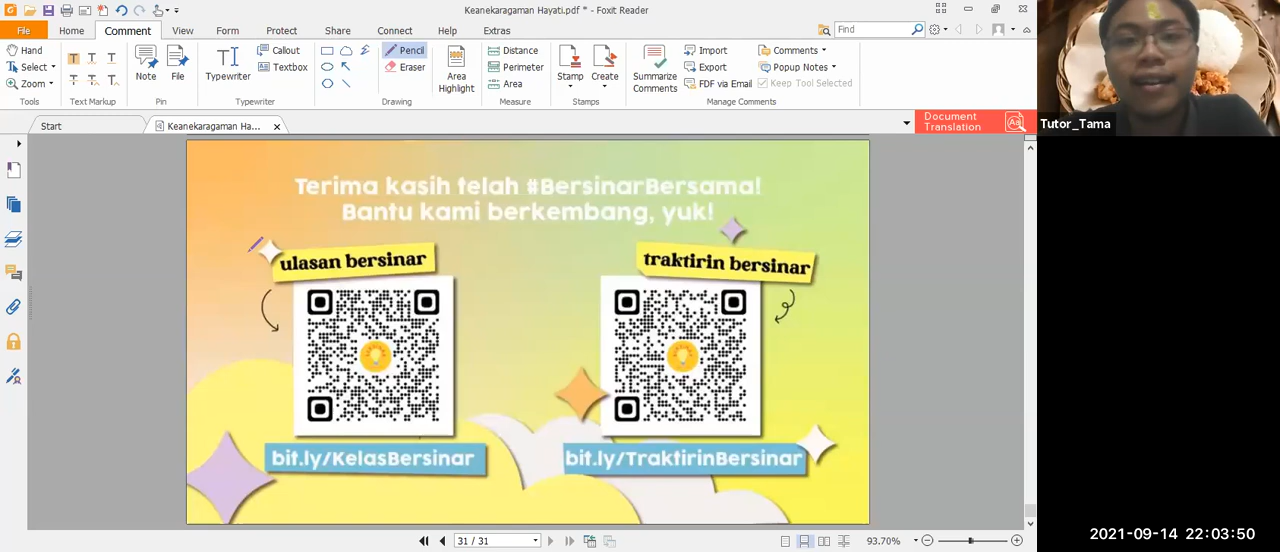 Keanekaragaman Hayati.pdf * - Foxit Reader
File
Home
Comment
View
Form
Protect
Share
Connect
Help
Extras
Find
Hand
Select
Zoom
Tools
Text Markup
Note
File
Pin
Typewriter
Callout
Textbox
Typewriter
Pencil
Eraser
Drawing
Area
Highlight
Distance
Perimeter
Area
Measure
Stamp
Create
Stamps
Summarize
Comments
Import
Export
FDF via Email
Comments
Popup Notes
Keep Tool Selected
Manage Comments
Start
Keanekaragaman Ha...
Document
Translation
Tutor_Tama
Terima kasih telah #BersinarBersama!
Bantu kami berkembang, yuk!
ulasan bersinar
traktirin bersinar
bit.ly/KelasBersinar
bit.ly/TraktirinBersinar
31 / 31
93.70%
2021-09-14 22:03:50